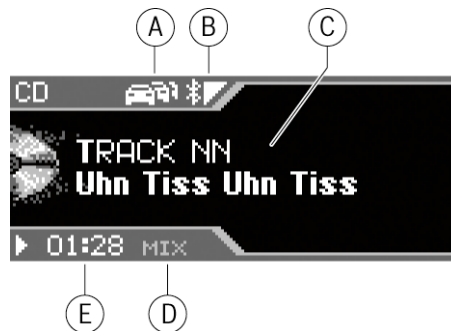 A B C
CD
TRACK NN
Uhn Tiss Uhn Tiss
01:28 MIX
E D